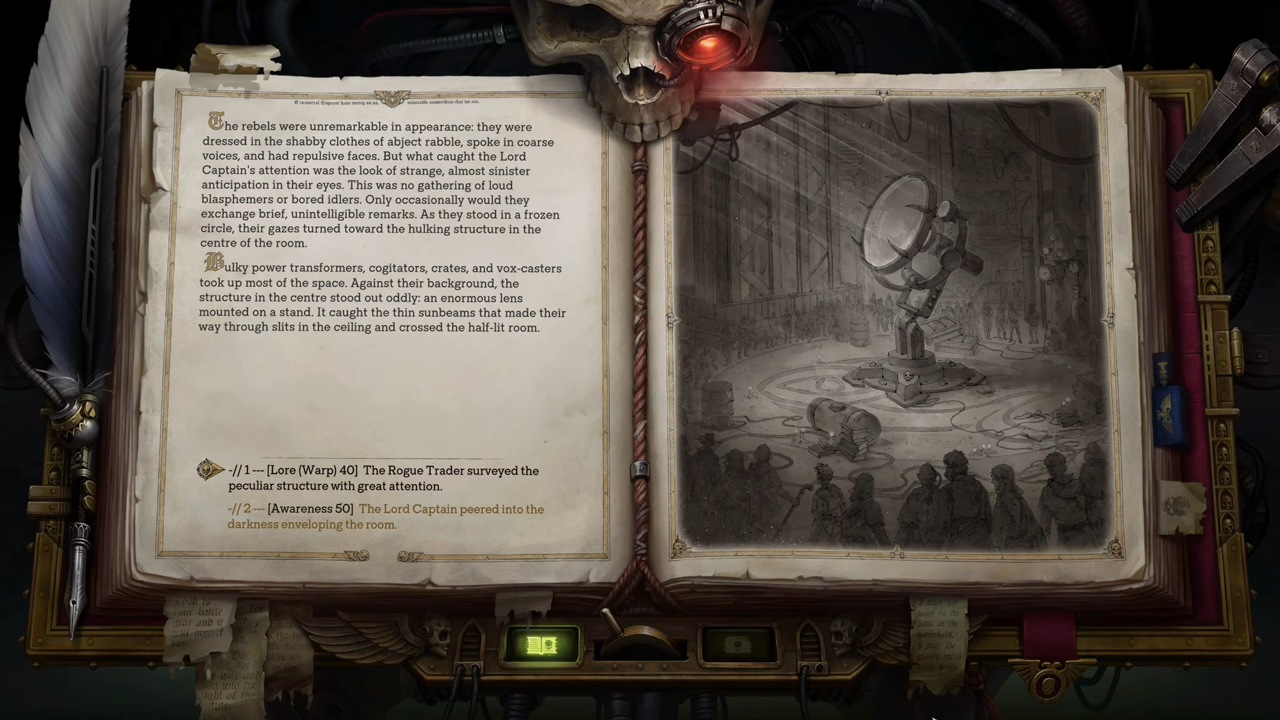 The rebels were unremarkable in appearance: they were
dressed in the shabby clothes of abject rabble, spoke in coarse
voices, and had repulsive faces. But what caught the Lord
Captain's attention was the look of strange, almost sinister
anticipation in their eyes. This was no gathering of loud
blasphemers or bored idlers. Only occasionally would they
exchange brief, unintelligible remarks. As they stood in a frozen
circle, their gazes turned toward the hulking structure in the
centre of the room.
Bulky power transformers, cogitators, crates, and vox-casters
took up most of the space. Against their background, the
structure in the centre stood out oddly: an enormous lens
mounted on a stand. It caught the thin sunbeams that made their
way through slits in the ceiling and crossed the half-lit room.
-// 1 --- [Lore (Warp) 40] The Rogue Trader surveyed the
peculiar structure with great attention.
-// 2 --- [Awareness 50] The Lord Captain peered into the
darkness enveloping the room.